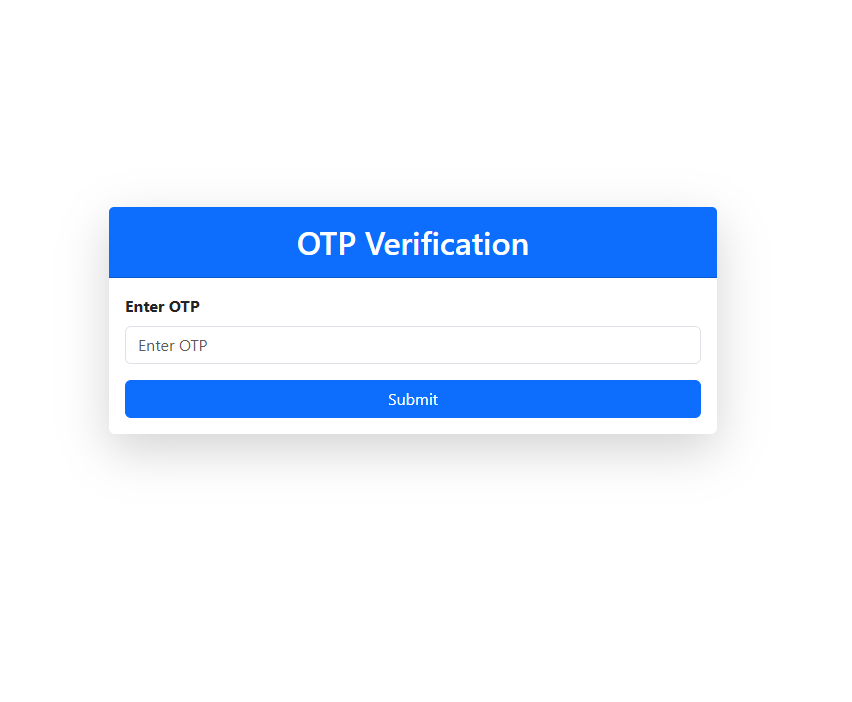 OTP Verification
Enter OTP
Enter OTP
Submit